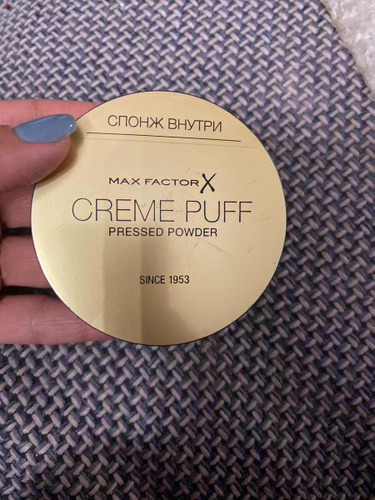 СПОНЖ ВНУТРИ
MAX FACTOR X
CREME PUFF
PRESSED POWDER
SINCE 1953